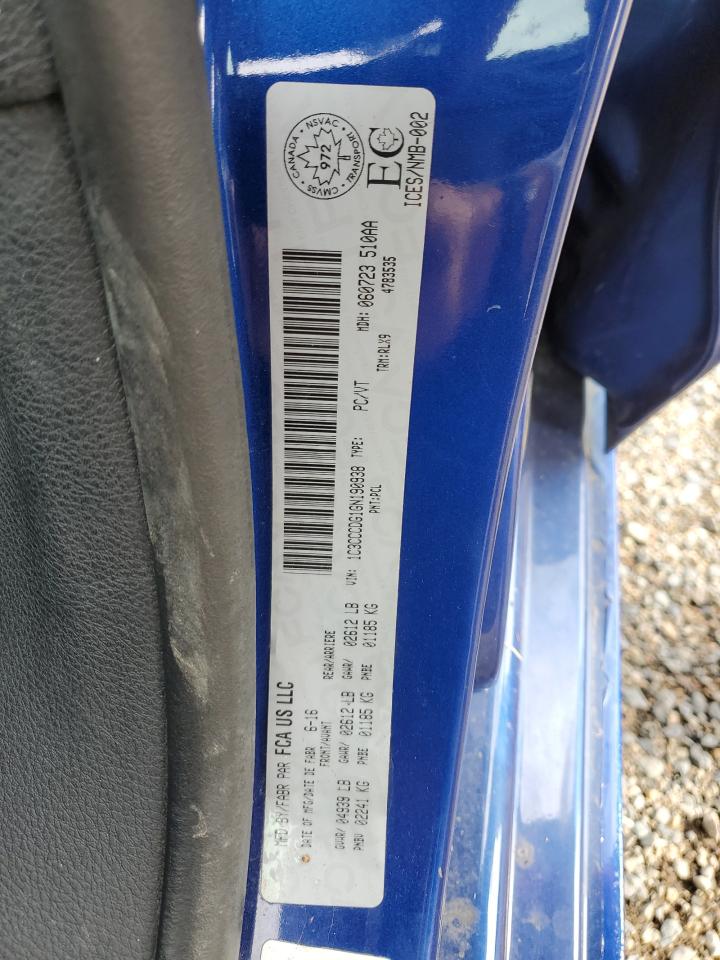 MFD BY/FABR PAR FCA US LLC
DATE OF MFG/DATE DE FABR 6-16
FRONT/AVANT REAR/ARRIERE
GVWR/ 04939 LB GAWR/ 02612 LB GAWR/ 02612 LB
PNBV 02241 KG PNBE 01185 KG PNBE 01185 KG
VIN: 1C3CCCDG1GN190938 TYPE: PC/VT MDH: 060723 510AA
PNT:PCL TRM:RLX9 4783535
CANADA • NSVAC • TRANSPORT • CMVSS •
972
EC
ICES/NMB-002